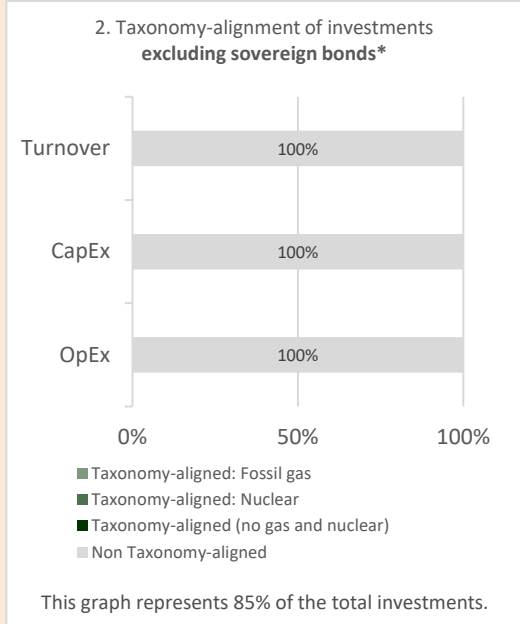 2. Taxonomy-alignment of investments
excluding sovereign bonds*
Turnover
100%
CapEx
100%
OpEx
100%
0%
50%
100%
Taxonomy-aligned: Fossil gas
Taxonomy-aligned: Nuclear
Taxonomy-aligned (no gas and nuclear)
Non Taxonomy-aligned
This graph represents 85% of the total investments.